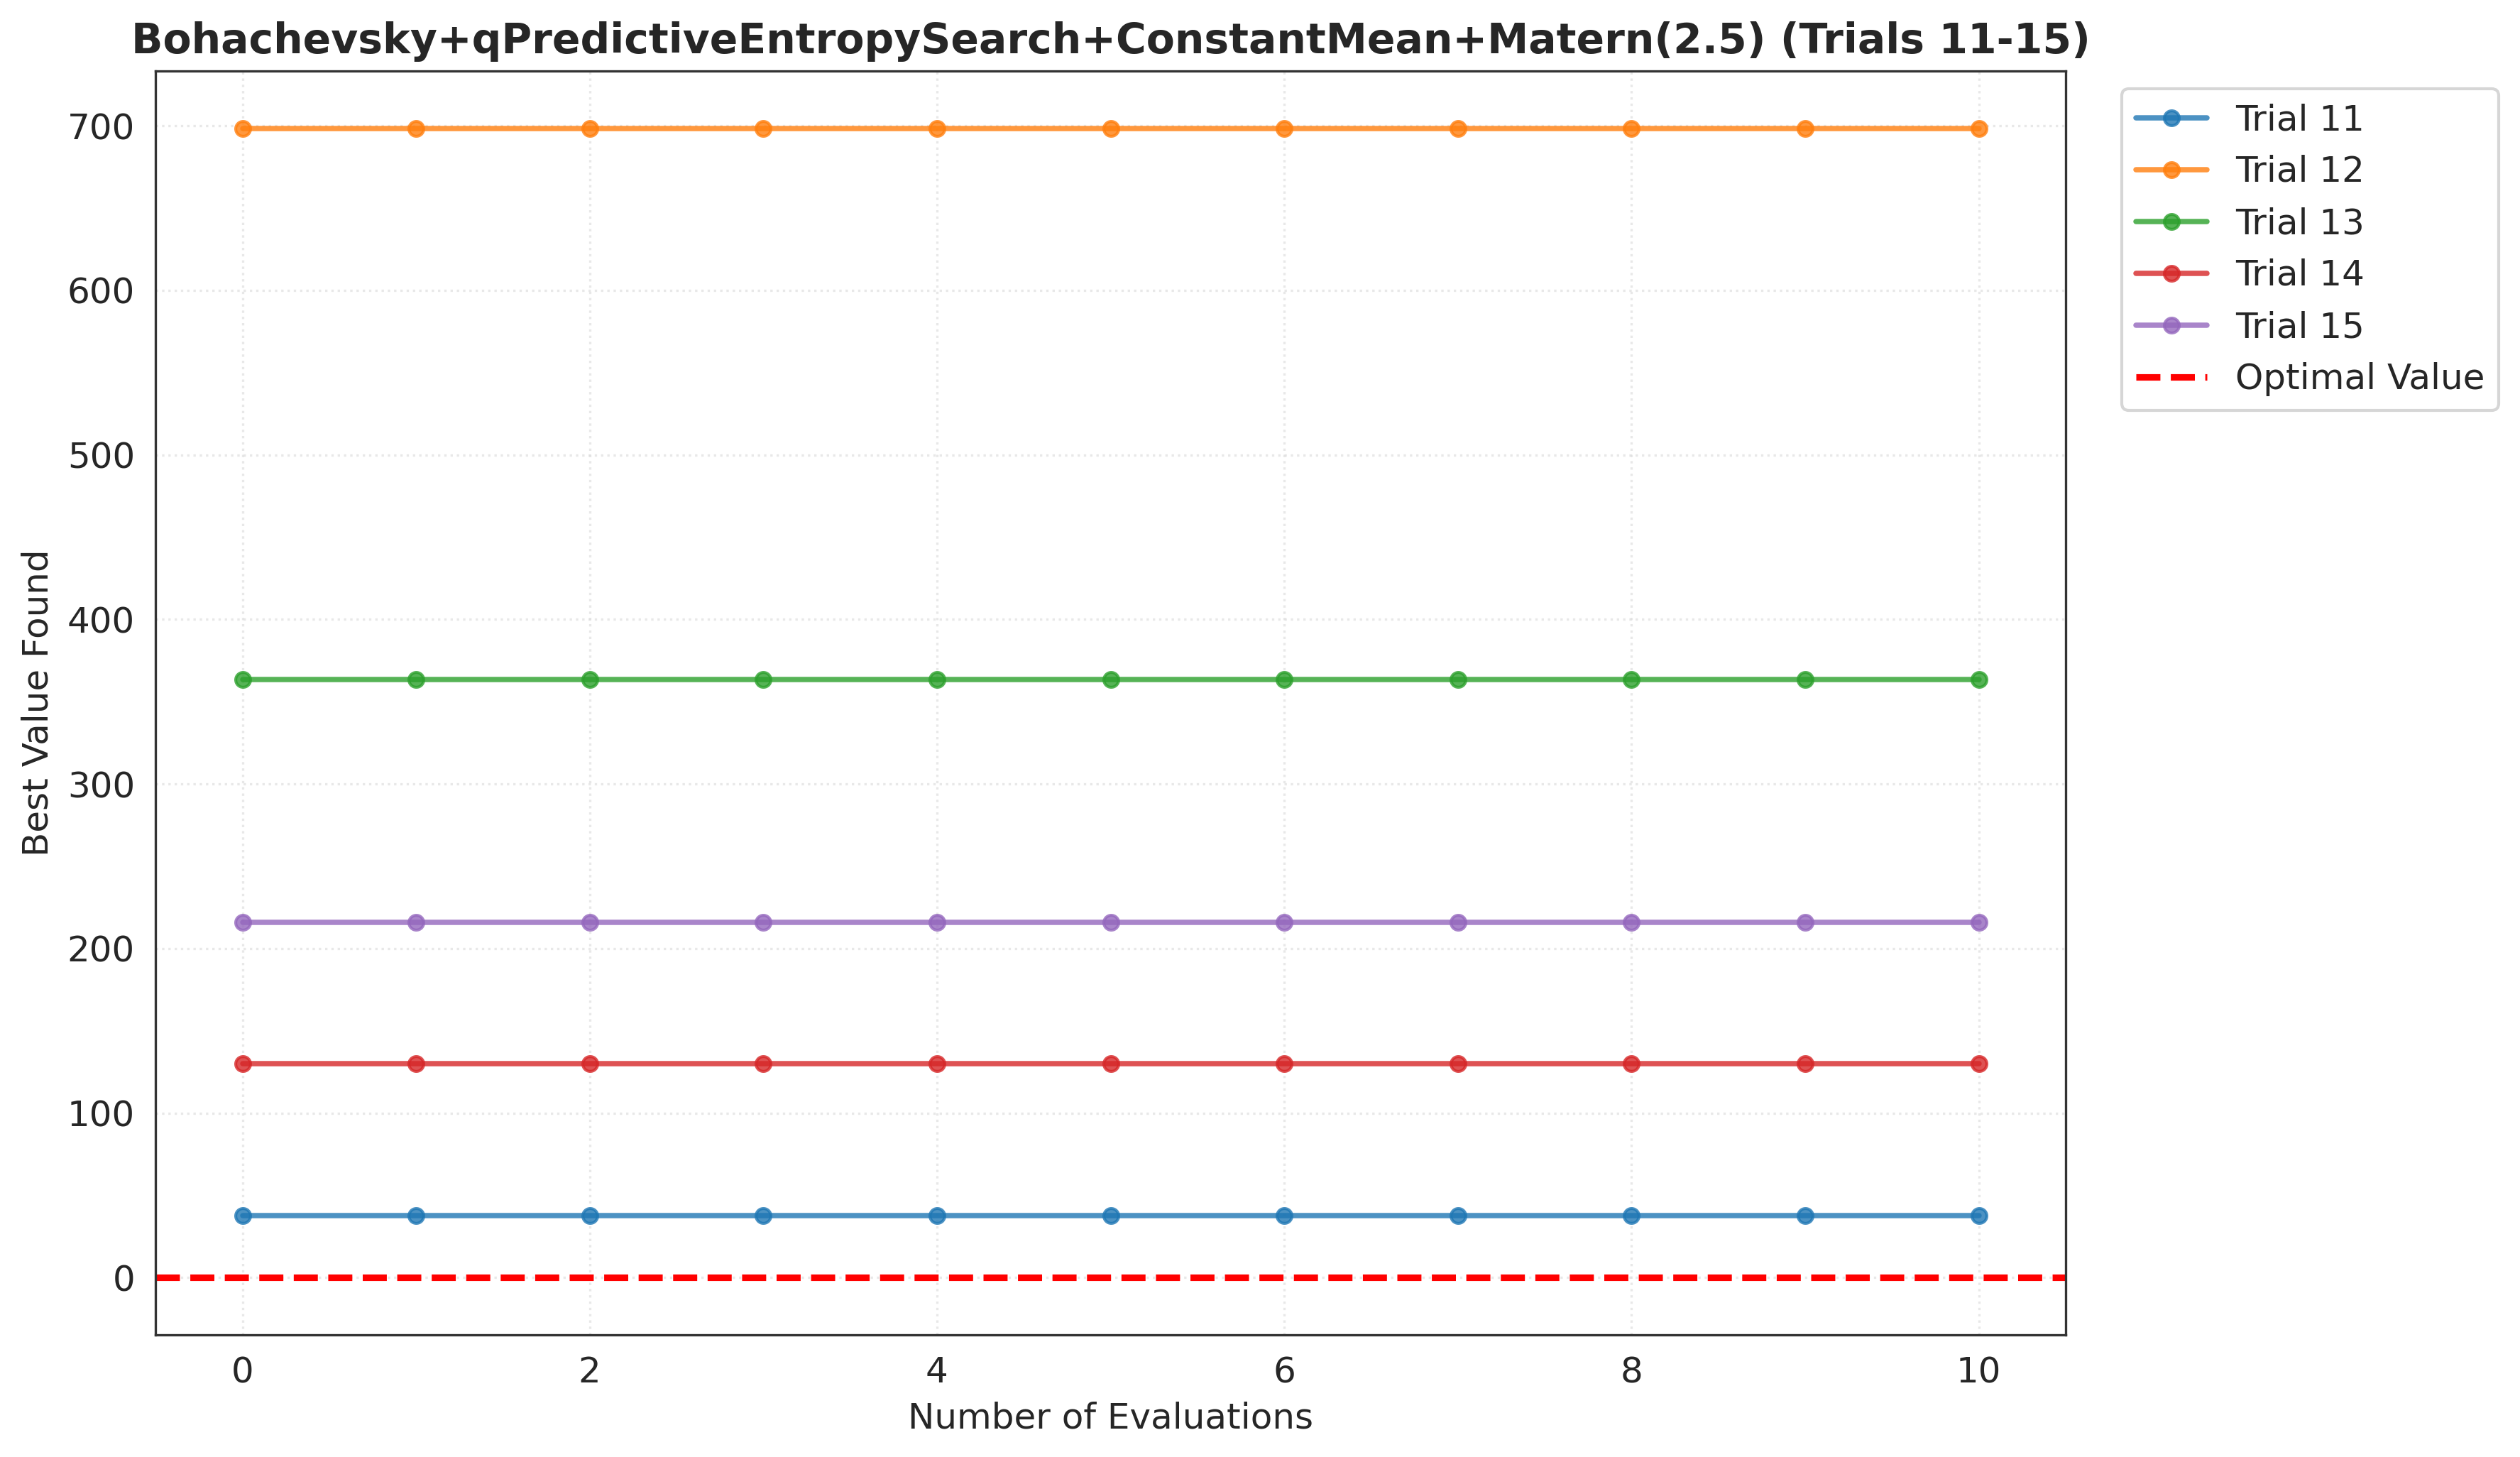 Bohachevsky+qPredictiveEntropySearch+ConstantMean+Matern(2.5) (Trials 11-15)
700
600
500
400
300
200
100
0
Best Value Found
0 2 4 6 8 10
Number of Evaluations
Trial 11
Trial 12
Trial 13
Trial 14
Trial 15
Optimal Value